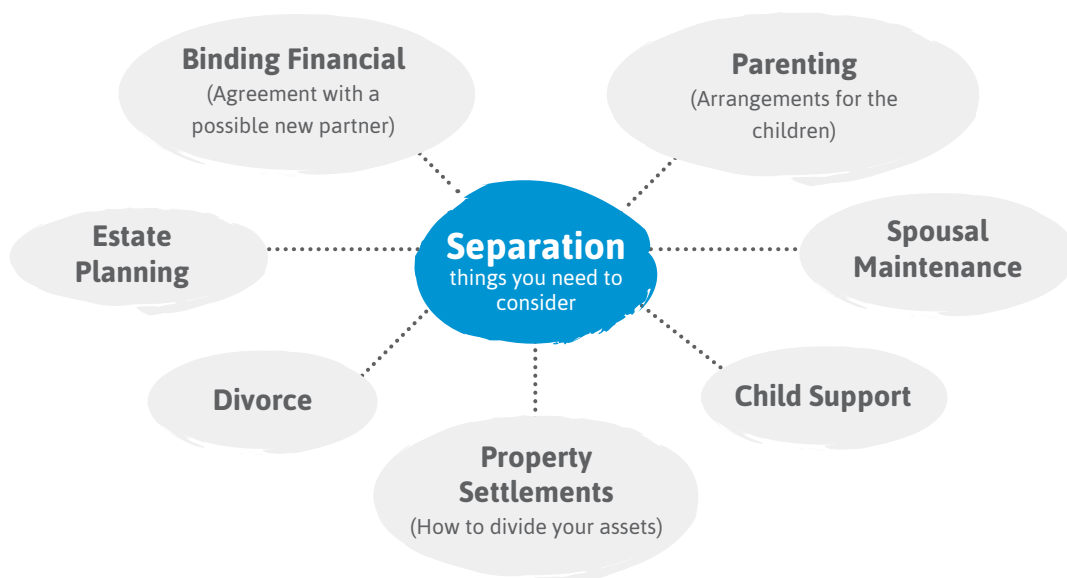 Binding Financial
(Agreement with a
possible new partner)
Parenting
(Arrangements for the
children)
Estate
Planning
Separation
things you need to
consider
Spousal
Maintenance
Divorce
Child Support
Property
Settlements
(How to divide your assets)